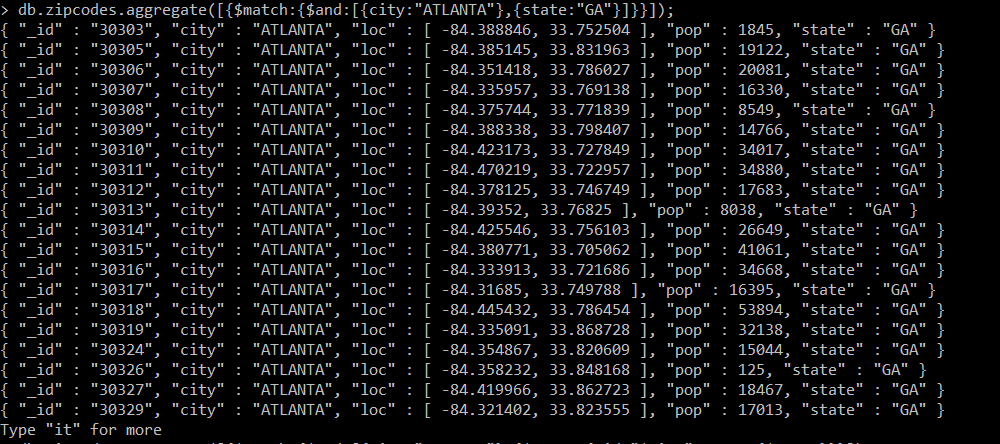 > db.zipcodes.aggregate([{$match:{$and:[{city:"ATLANTA"},{state:"GA"}]}}]);
{ "_id" : "30303", "city" : "ATLANTA", "loc" : [ -84.388846, 33.752504 ], "pop" : 1845, "state" : "GA" }
{ "_id" : "30305", "city" : "ATLANTA", "loc" : [ -84.385145, 33.831963 ], "pop" : 19122, "state" : "GA" }
{ "_id" : "30306", "city" : "ATLANTA", "loc" : [ -84.351418, 33.786027 ], "pop" : 20081, "state" : "GA" }
{ "_id" : "30307", "city" : "ATLANTA", "loc" : [ -84.335957, 33.769138 ], "pop" : 16330, "state" : "GA" }
{ "_id" : "30308", "city" : "ATLANTA", "loc" : [ -84.375744, 33.771839 ], "pop" : 8549, "state" : "GA" }
{ "_id" : "30309", "city" : "ATLANTA", "loc" : [ -84.388338, 33.798407 ], "pop" : 14766, "state" : "GA" }
{ "_id" : "30310", "city" : "ATLANTA", "loc" : [ -84.423173, 33.727849 ], "pop" : 34017, "state" : "GA" }
{ "_id" : "30311", "city" : "ATLANTA", "loc" : [ -84.470219, 33.722957 ], "pop" : 34880, "state" : "GA" }
{ "_id" : "30312", "city" : "ATLANTA", "loc" : [ -84.378125, 33.746749 ], "pop" : 17683, "state" : "GA" }
{ "_id" : "30313", "city" : "ATLANTA", "loc" : [ -84.39352, 33.76825 ], "pop" : 8038, "state" : "GA" }
{ "_id" : "30314", "city" : "ATLANTA", "loc" : [ -84.425546, 33.756103 ], "pop" : 26649, "state" : "GA" }
{ "_id" : "30315", "city" : "ATLANTA", "loc" : [ -84.380771, 33.705062 ], "pop" : 41061, "state" : "GA" }
{ "_id" : "30316", "city" : "ATLANTA", "loc" : [ -84.333913, 33.721686 ], "pop" : 34668, "state" : "GA" }
{ "_id" : "30317", "city" : "ATLANTA", "loc" : [ -84.31685, 33.749788 ], "pop" : 16395, "state" : "GA" }
{ "_id" : "30318", "city" : "ATLANTA", "loc" : [ -84.445432, 33.786454 ], "pop" : 53894, "state" : "GA" }
{ "_id" : "30319", "city" : "ATLANTA", "loc" : [ -84.335091, 33.868728 ], "pop" : 32138, "state" : "GA" }
{ "_id" : "30324", "city" : "ATLANTA", "loc" : [ -84.354867, 33.820609 ], "pop" : 15044, "state" : "GA" }
{ "_id" : "30326", "city" : "ATLANTA", "loc" : [ -84.358232, 33.848168 ], "pop" : 125, "state" : "GA" }
{ "_id" : "30327", "city" : "ATLANTA", "loc" : [ -84.419966, 33.862723 ], "pop" : 18467, "state" : "GA" }
{ "_id" : "30329", "city" : "ATLANTA", "loc" : [ -84.321402, 33.823555 ], "pop" : 17013, "state" : "GA" }
Type "it" for more